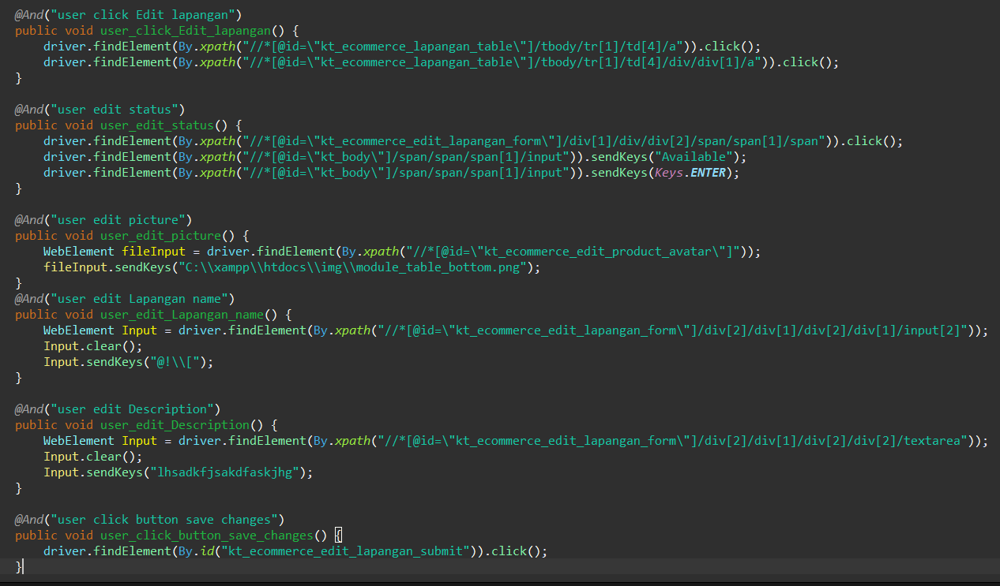 @And("user click Edit lapangan")
public void user_click_Edit_lapangan() {
driver.findElement(By.xpath("//*[@id=\"kt_ecommerce_lapangan_table\"]/tbody/tr[1]/td[4]/a")).click();
driver.findElement(By.xpath("//*[@id=\"kt_ecommerce_lapangan_table\"]/tbody/tr[1]/td[4]/div/div[1]/a")).click();
}
@And("user edit status")
public void user_edit_status() {
driver.findElement(By.xpath("//*[@id=\"kt_ecommerce_edit_lapangan_form\"]/div[1]/div/div[2]/span/span[1]/span")).click();
driver.findElement(By.xpath("//*[@id=\"kt_body\"]/span/span/span[1]/input")).sendKeys("Available");
driver.findElement(By.xpath("//*[@id=\"kt_body\"]/span/span/span[1]/input")).sendKeys(Keys.ENTER);
}
@And("user edit picture")
public void user_edit_picture() {
WebElement fileInput = driver.findElement(By.xpath("//*[@id=\"kt_ecommerce_edit_product_avatar\"]"));
fileInput.sendKeys("C:\\xampp\\htdocs\\img\\module_table_bottom.png");
}
@And("user edit Lapangan name")
public void user_edit_Lapangan_name() {
WebElement Input = driver.findElement(By.xpath("//*[@id=\"kt_ecommerce_edit_lapangan_form\"]/div[2]/div[1]/div[2]/div[1]/input[2]"));
Input.clear();
Input.sendKeys("@!\\[");
}
@And("user edit Description")
public void user_edit_Description() {
WebElement Input = driver.findElement(By.xpath("//*[@id=\"kt_ecommerce_edit_lapangan_form\"]/div[2]/div[1]/div[2]/div[2]/textarea"));
Input.clear();
Input.sendKeys("lhsadkfjsakdfaskjhg");
}
@And("user click button save changes")
public void user_click_button_save_changes() {
driver.findElement(By.id("kt_ecommerce_edit_lapangan_submit")).click();
}